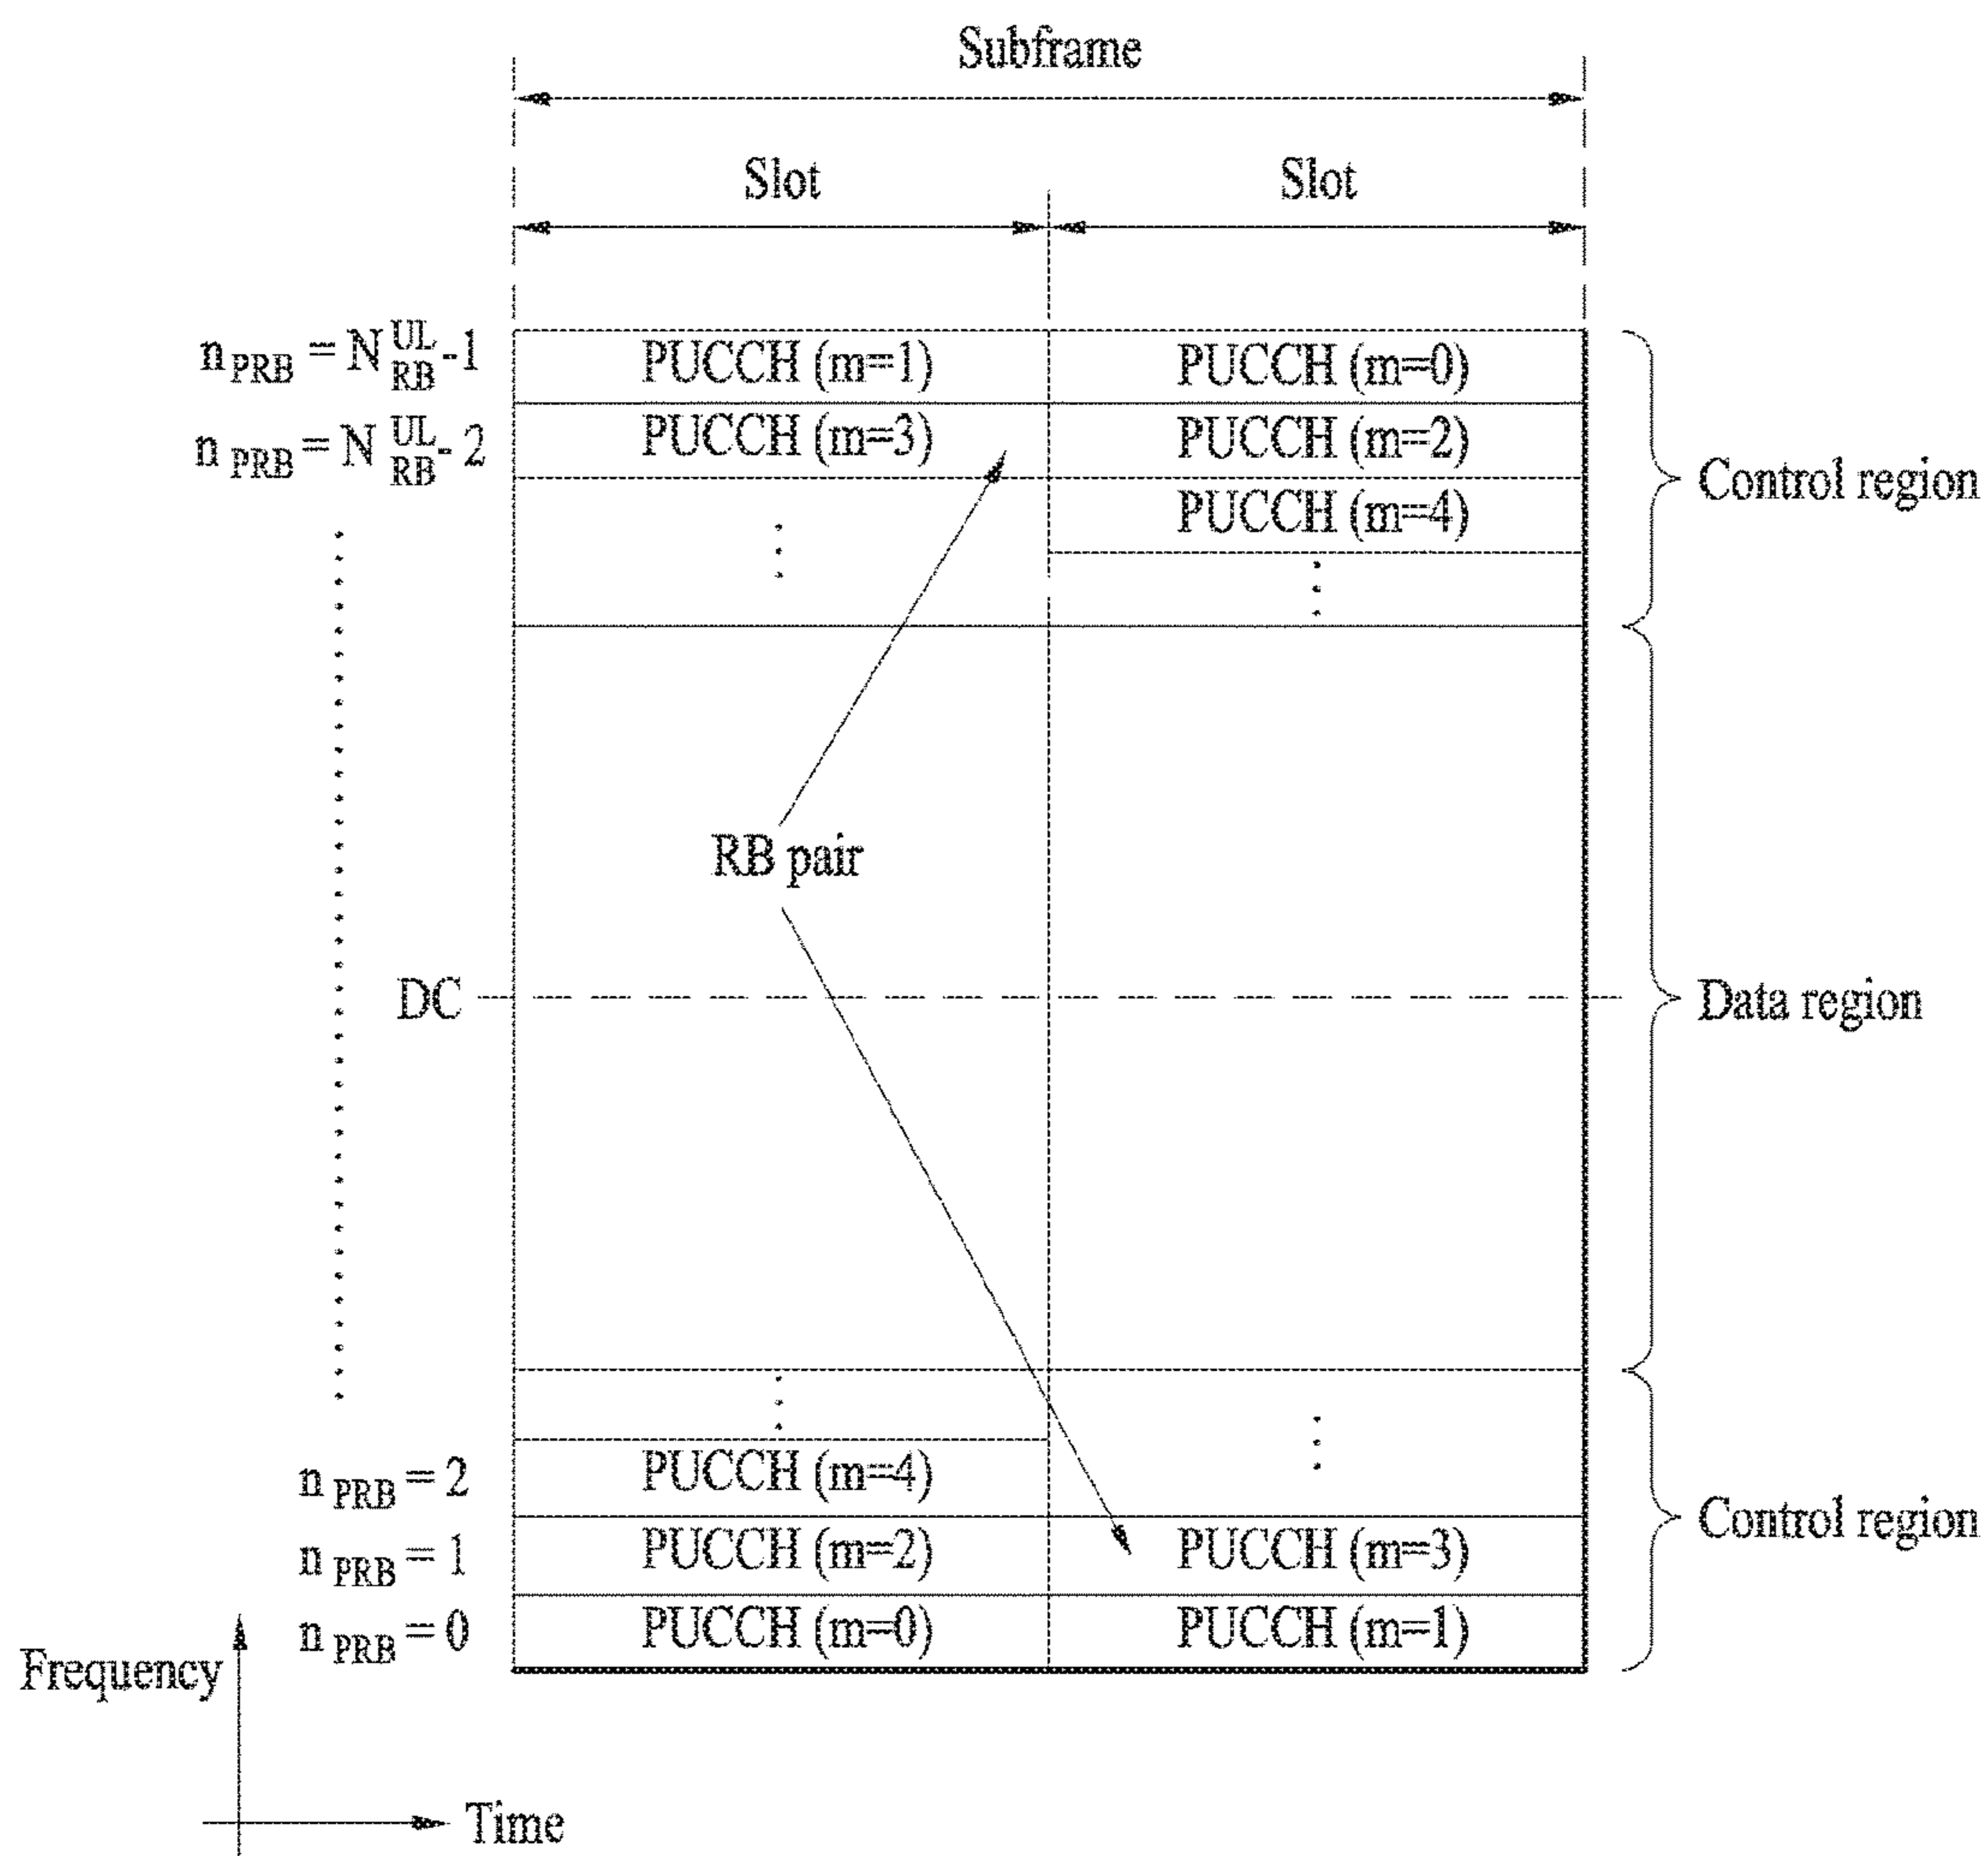 Subframe
Slot Slot
n PRB = N UL RB -1 PUCCH (m=1) PUCCH (m=0)
n PRB = N UL RB - 2 PUCCH (m=3) PUCCH (m=2)
Control region
PUCCH (m=4)
RB pair
DC Data region
n PRB = 2 PUCCH (m=4)
Control region
n PRB = 1 PUCCH (m=2) PUCCH (m=3)
n PRB = 0 PUCCH (m=0) PUCCH (m=1)
Frequency
Time